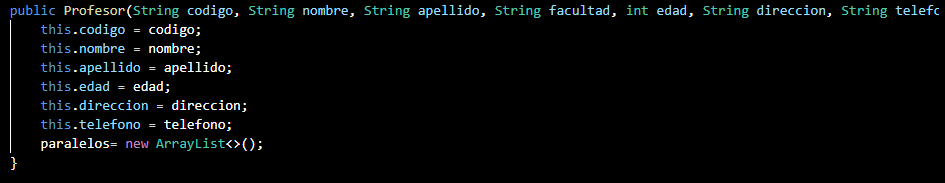 public Profesor(String codigo, String nombre, String apellido, String facultad, int edad, String direccion, String telefo
this.codigo = codigo;
this.nombre = nombre;
this.apellido = apellido;
this.edad = edad;
this.direccion = direccion;
this.telefono = telefono;
paralelos= new ArrayList<>();
}